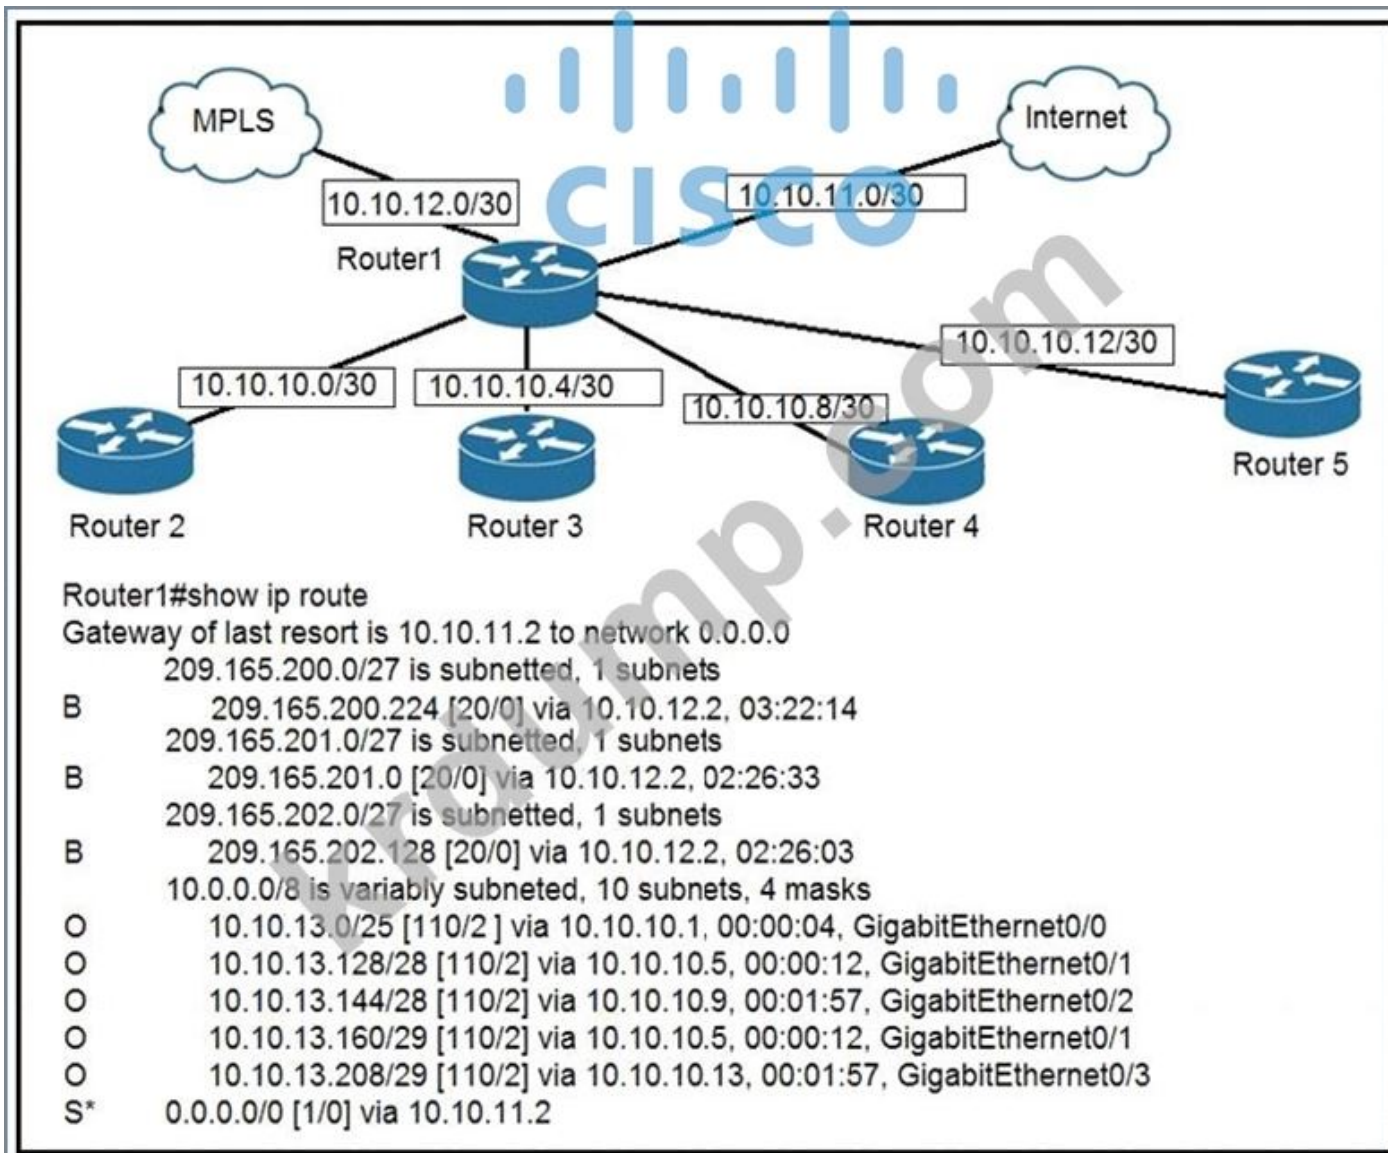 CISCO
MPLS
Internet
10.10.12.0/30
10.10.11.0/30
Router1
10.10.10.12/30
10.10.10.0/30
10.10.10.4/30
10.10.10.8/30
Router 5
Router 2
Router 3
Router 4
krdump.com
Router1#show ip route
Gateway of last resort is 10.10.11.2 to network 0.0.0.0
209.165.200.0/27 is subnetted, 1 subnets
B 209.165.200.224 [20/0] via 10.10.12.2, 03:22:14
209.165.201.0/27 is subnetted, 1 subnets
B 209.165.201.0 [20/0] via 10.10.12.2, 02:26:33
209.165.202.0/27 is subnetted, 1 subnets
B 209.165.202.128 [20/0] via 10.10.12.2, 02:26:03
10.0.0.0/8 is variably subneted, 10 subnets, 4 masks
O 10.10.13.0/25 [110/2 ] via 10.10.10.1, 00:00:04, GigabitEthernet0/0
O 10.10.13.128/28 [110/2] via 10.10.10.5, 00:00:12, GigabitEthernet0/1
O 10.10.13.144/28 [110/2] via 10.10.10.9, 00:01:57, GigabitEthernet0/2
O 10.10.13.160/29 [110/2] via 10.10.10.5, 00:00:12, GigabitEthernet0/1
O 10.10.13.208/29 [110/2] via 10.10.10.13, 00:01:57, GigabitEthernet0/3
S* 0.0.0.0/0 [1/0] via 10.10.11.2